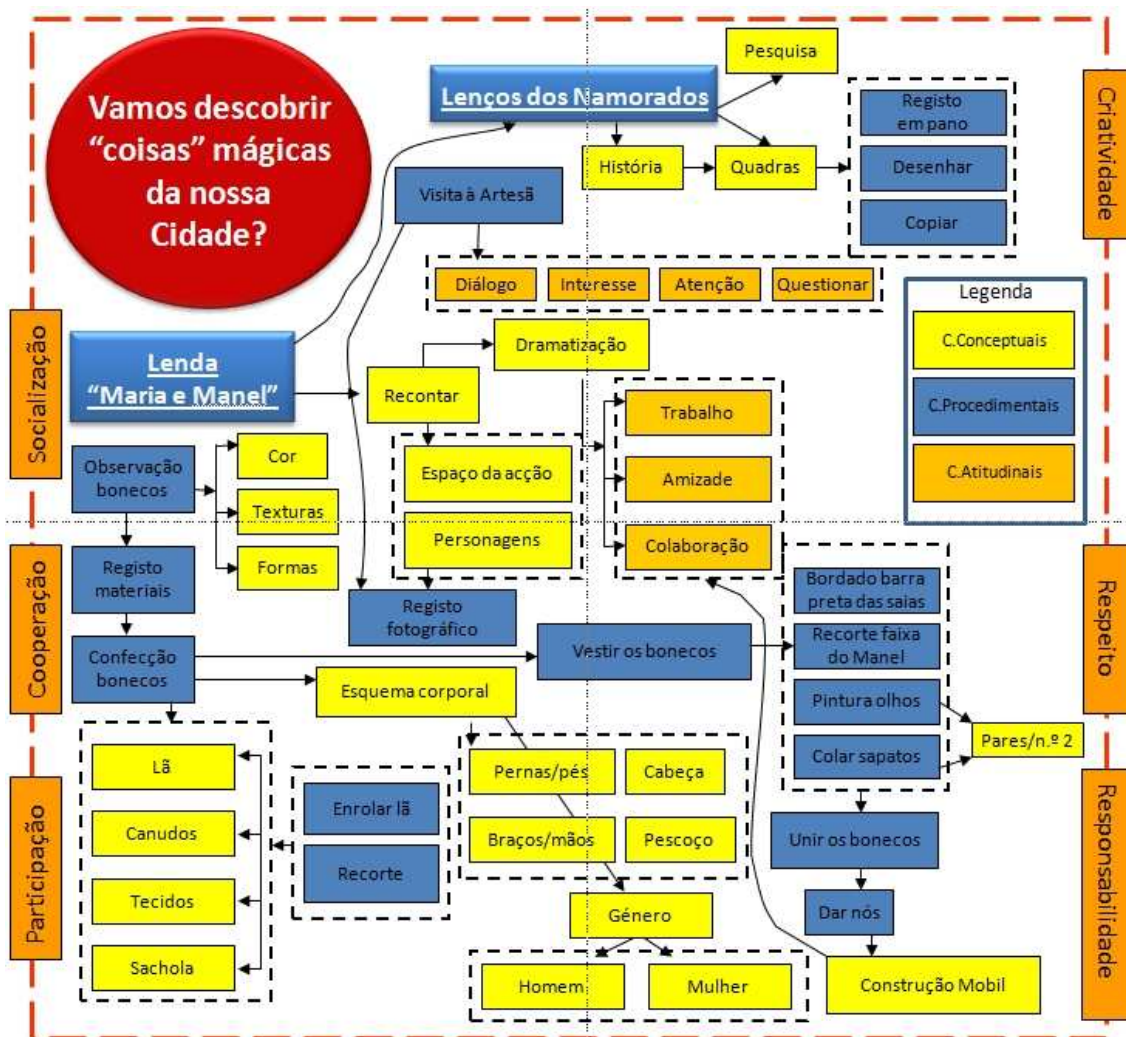 Vamos descobrir
“coisas” mágicas
da nossa
Cidade?
Lenços dos Namorados
Pesquisa
História
Quadras
Registo
em pano
Desenhar
Copiar
Criatividade
Visita à Artesã
Diálogo
Interesse
Atenção
Questionar
Legenda
C.Conceptuais
C.Procedimentais
C.Atitudinais
Socialização
Lenda
“Maria e Manel”
Recontar
Dramatização
Espaço da acção
Personagens
Trabalho
Amizade
Colaboração
Observação
bonecos
Cor
Texturas
Formas
Cooperação
Registo
materiais
Confecção
bonecos
Registo
fotográfico
Vestir os bonecos
Esquema corporal
Bordado barra
preta das saias
Recorte faixa
do Manel
Pintura olhos
Colar sapatos
Pares/n.º 2
Respeito
Participação
Lã
Canudos
Tecidos
Sachola
Enrolar lã
Recorte
Pernas/pés
Cabeça
Braços/mãos
Pescoço
Género
Homem
Mulher
Unir os bonecos
Dar nós
Construção Mobil
Responsabilidade